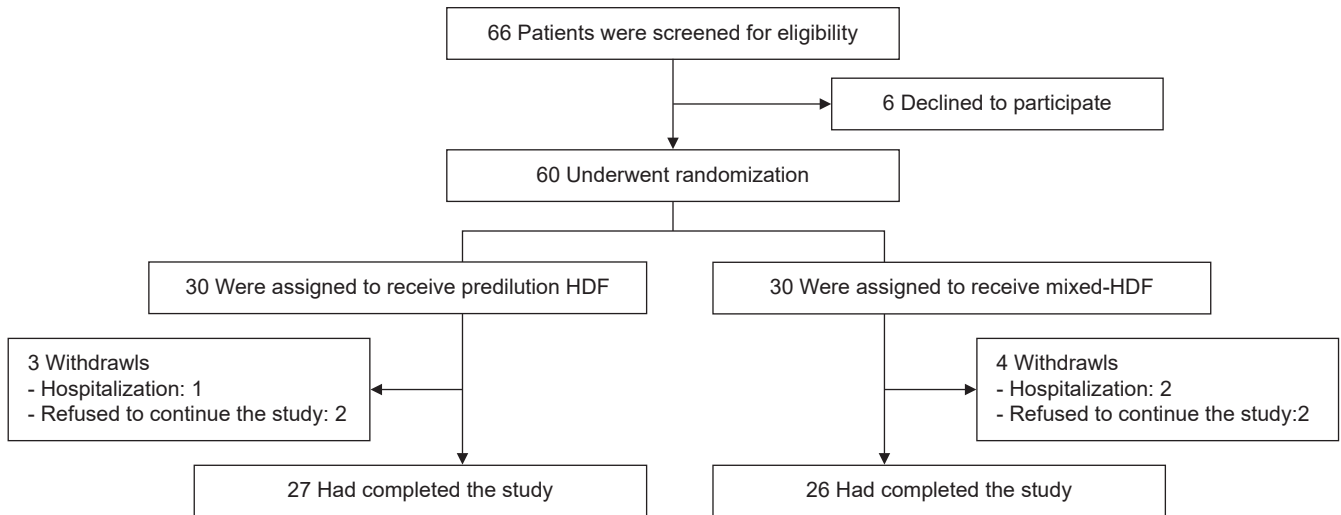 66 Patients were screened for eligibility
6 Declined to participate
60 Underwent randomization
30 Were assigned to receive predilution HDF
30 Were assigned to receive mixed-HDF
3 Withdrawls
- Hospitalization: 1
- Refused to continue the study: 2
4 Withdrawls
- Hospitalization: 2
- Refused to continue the study:2
27 Had completed the study
26 Had completed the study